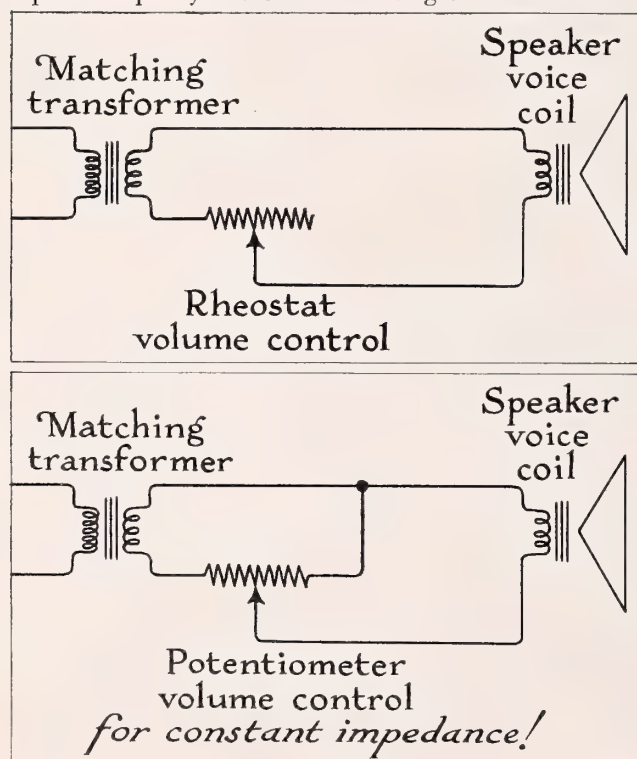 Matching
transformer
Speaker
voice
coil
Rheostat
volume control
Matching
transformer
Speaker
voice
coil
Potentiometer
volume control
for constant impedance!